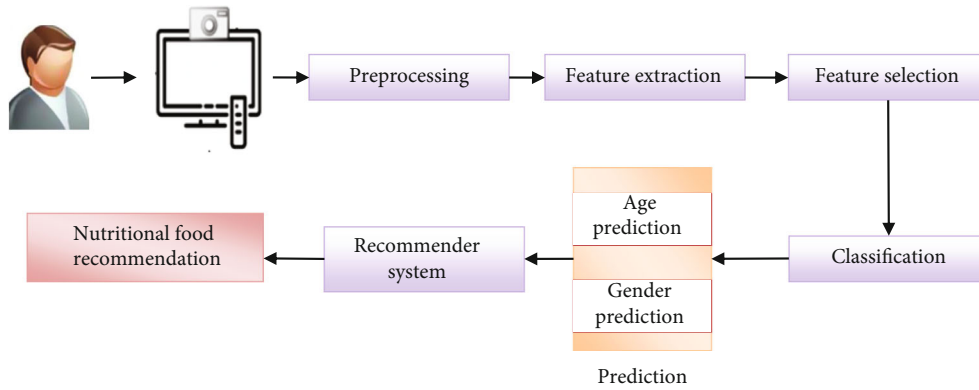 Preprocessing
Feature extraction
Feature selection
Age
prediction
Gender
prediction
Prediction
Classification
Recommender
system
Nutritional food
recommendation